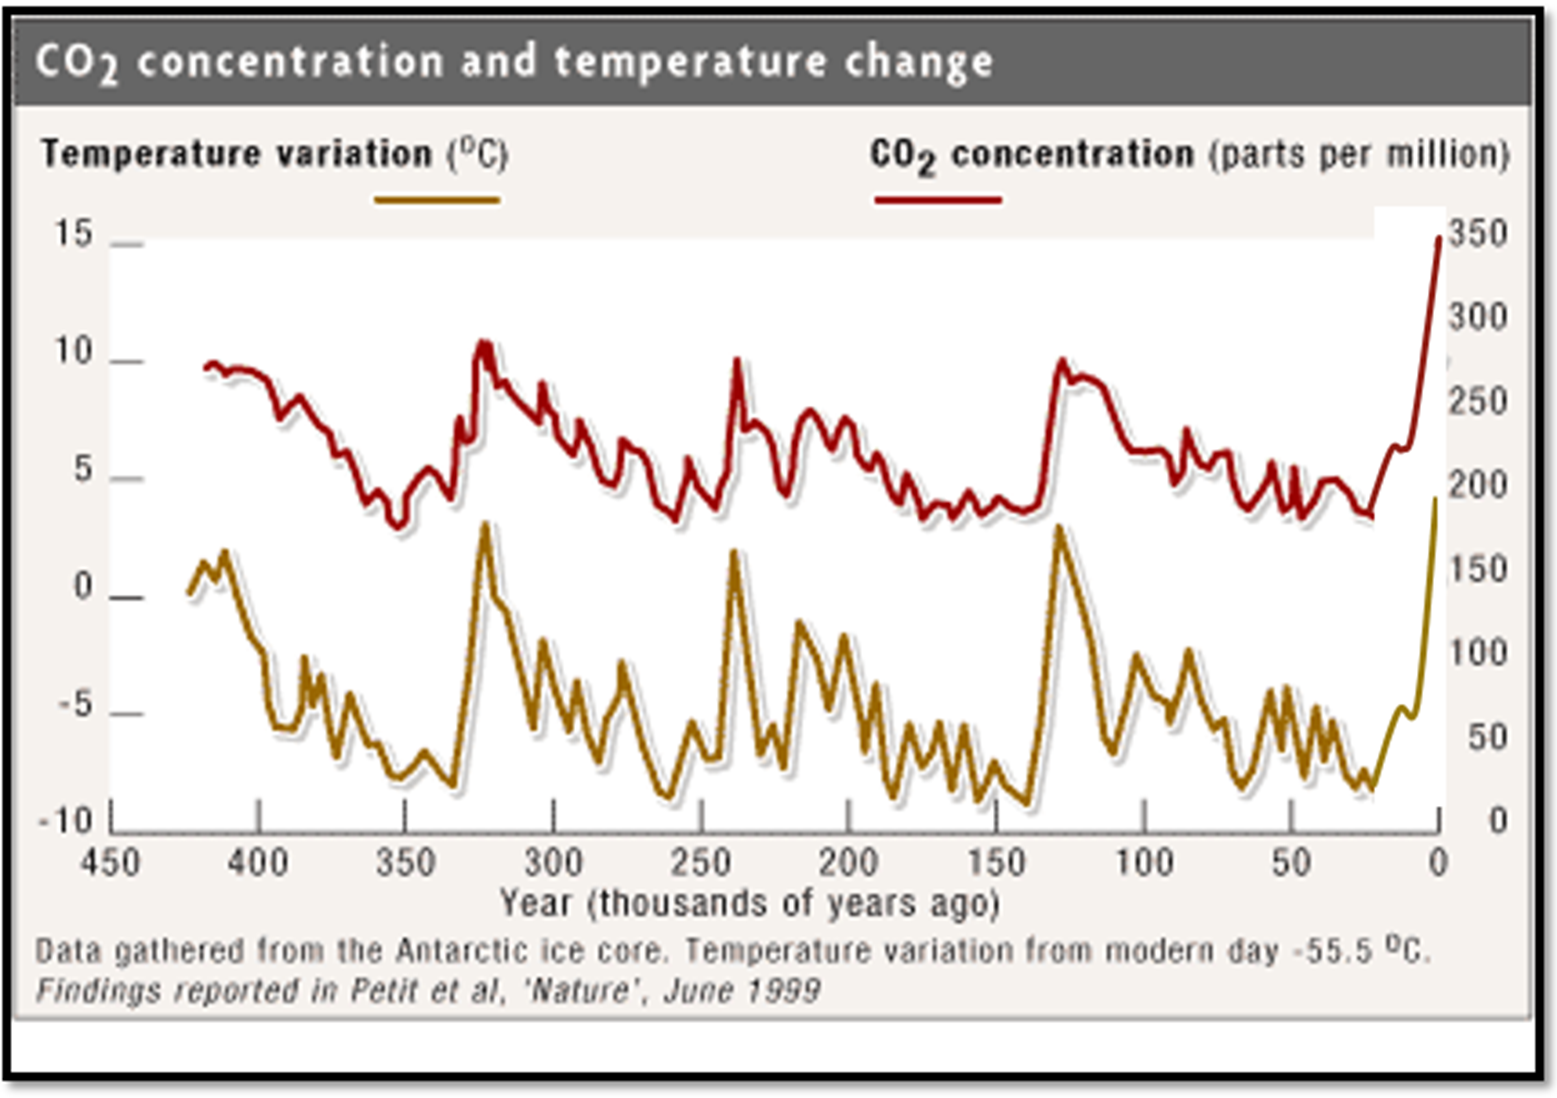 CO2 concentration and temperature change
Temperature variation (⁰C)
CO2 concentration (parts per million)
15
10
5
0
-5
-10
350
300
250
200
150
100
50
0
450 400 350 300 250 200 150 100 50 0
Year (thousands of years ago)
Data gathered from the Antarctic ice core. Temperature variation from modern day -55.5 ⁰C.
Findings reported in Petit et al, 'Nature', June 1999